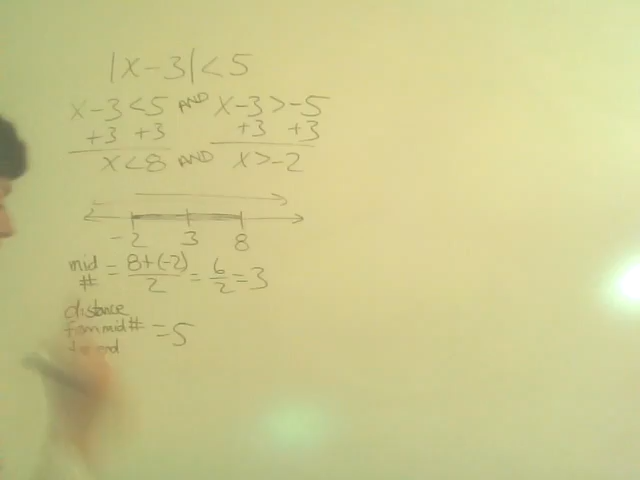 |x-3|<5
x-3<5 AND x-3>-5
+3 +3 +3 +3
x<8 AND x>-2
-2 3 8
mid # = 8+(-2)/2 = 6/2 = 3
distance
from mid # = 5
to end